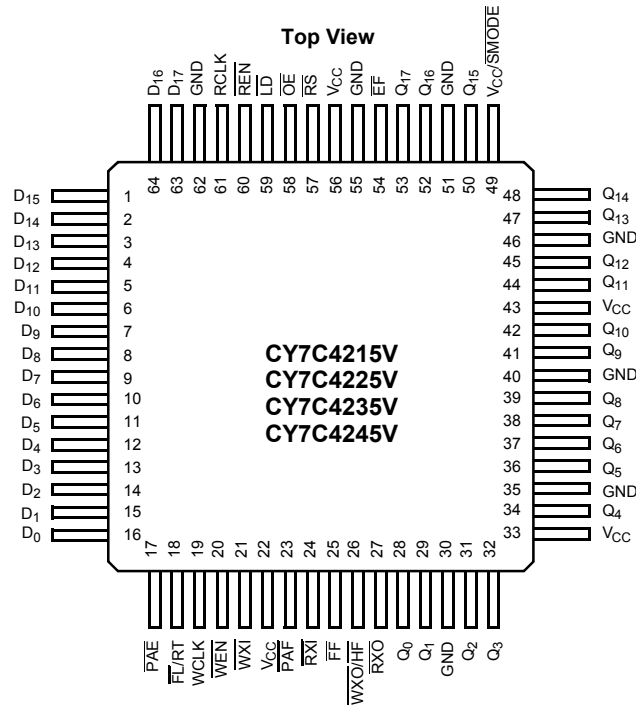 Top View
D16
D17
GND
RCLK
REN
LD
OE
RS
VCC
GND
EF
Q17
Q16
GND
Q15
VCC/SMODE
64
63
62
61
60
59
58
57
56
55
54
53
52
51
50
49
D15 1
D14 2
D13 3
D12 4
D11 5
D10 6
D9 7
D8 8
D7 9
D6 10
D5 11
D4 12
D3 13
D2 14
D1 15
D0 16
CY7C4215V
CY7C4225V
CY7C4235V
CY7C4245V
48 Q14
47 Q13
46 GND
45 Q12
44 Q11
43 VCC
42 Q10
41 Q9
40 GND
39 Q8
38 Q7
37 Q6
36 Q5
35 GND
34 Q4
33 VCC
17
18
19
20
21
22
23
24
25
26
27
28
29
30
31
32
PAE
FL/RT
WCLK
WEN
WXI
VCC
PAF
RXI
FF
WXO/HF
RXO
Q0
Q1
GND
Q2
Q3